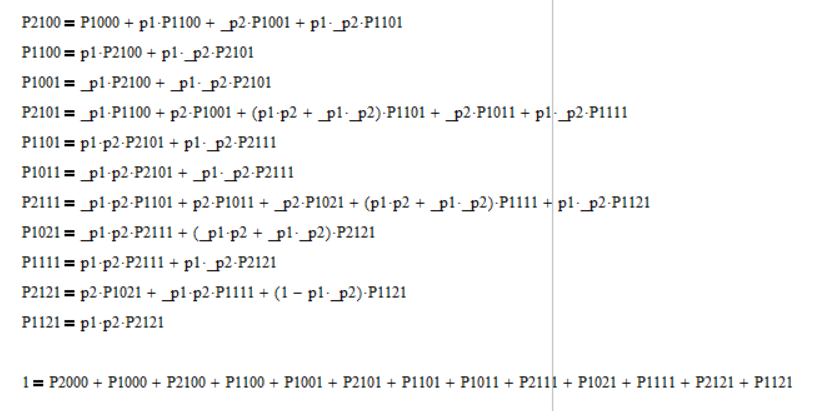 P2100 = P1000 + p1·P1100 + _p2·P1001 + p1·_p2·P1101
P1100 = p1·P2100 + p1·_p2·P2101
P1001 = _p1·P2100 + _p1·_p2·P2101
P2101 = _p1·P1100 + p2·P1001 + (p1·p2 + _p1·_p2)·P1101 + _p2·P1011 + p1·_p2·P1111
P1101 = p1·p2·P2101 + p1·_p2·P2111
P1011 = _p1·p2·P2101 + _p1·_p2·P2111
P2111 = _p1·p2·P1101 + p2·P1011 + _p2·P1021 + (p1·p2 + _p1·_p2)·P1111 + p1·_p2·P1121
P1021 = _p1·p2·P2111 + (_p1·p2 + _p1·_p2)·P2121
P1111 = p1·p2·P2111 + p1·_p2·P2121
P2121 = p2·P1021 + _p1·p2·P1111 + (1 − p1·_p2)·P1121
P1121 = p1·p2·P2121
1 = P2000 + P1000 + P2100 + P1100 + P1001 + P2101 + P1101 + P1011 + P2111 + P1021 + P1111 + P2121 + P1121